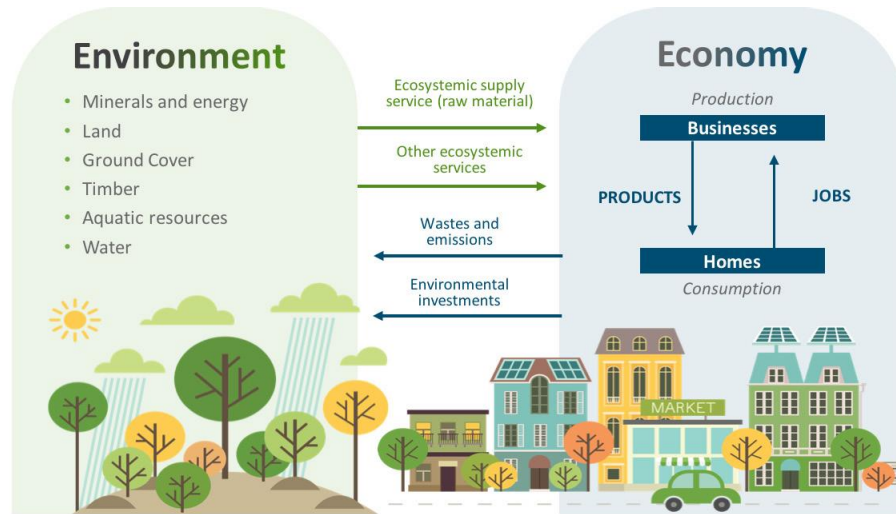 Environment
• Minerals and energy
• Land
• Ground Cover
• Timber
• Aquatic resources
• Water
Ecosystemic supply
service (raw material)
Other ecosystemic
services
Wastes and
emissions
Environmental
investments
Economy
Production
Businesses
PRODUCTS
JOBS
Homes
Consumption
MARKET